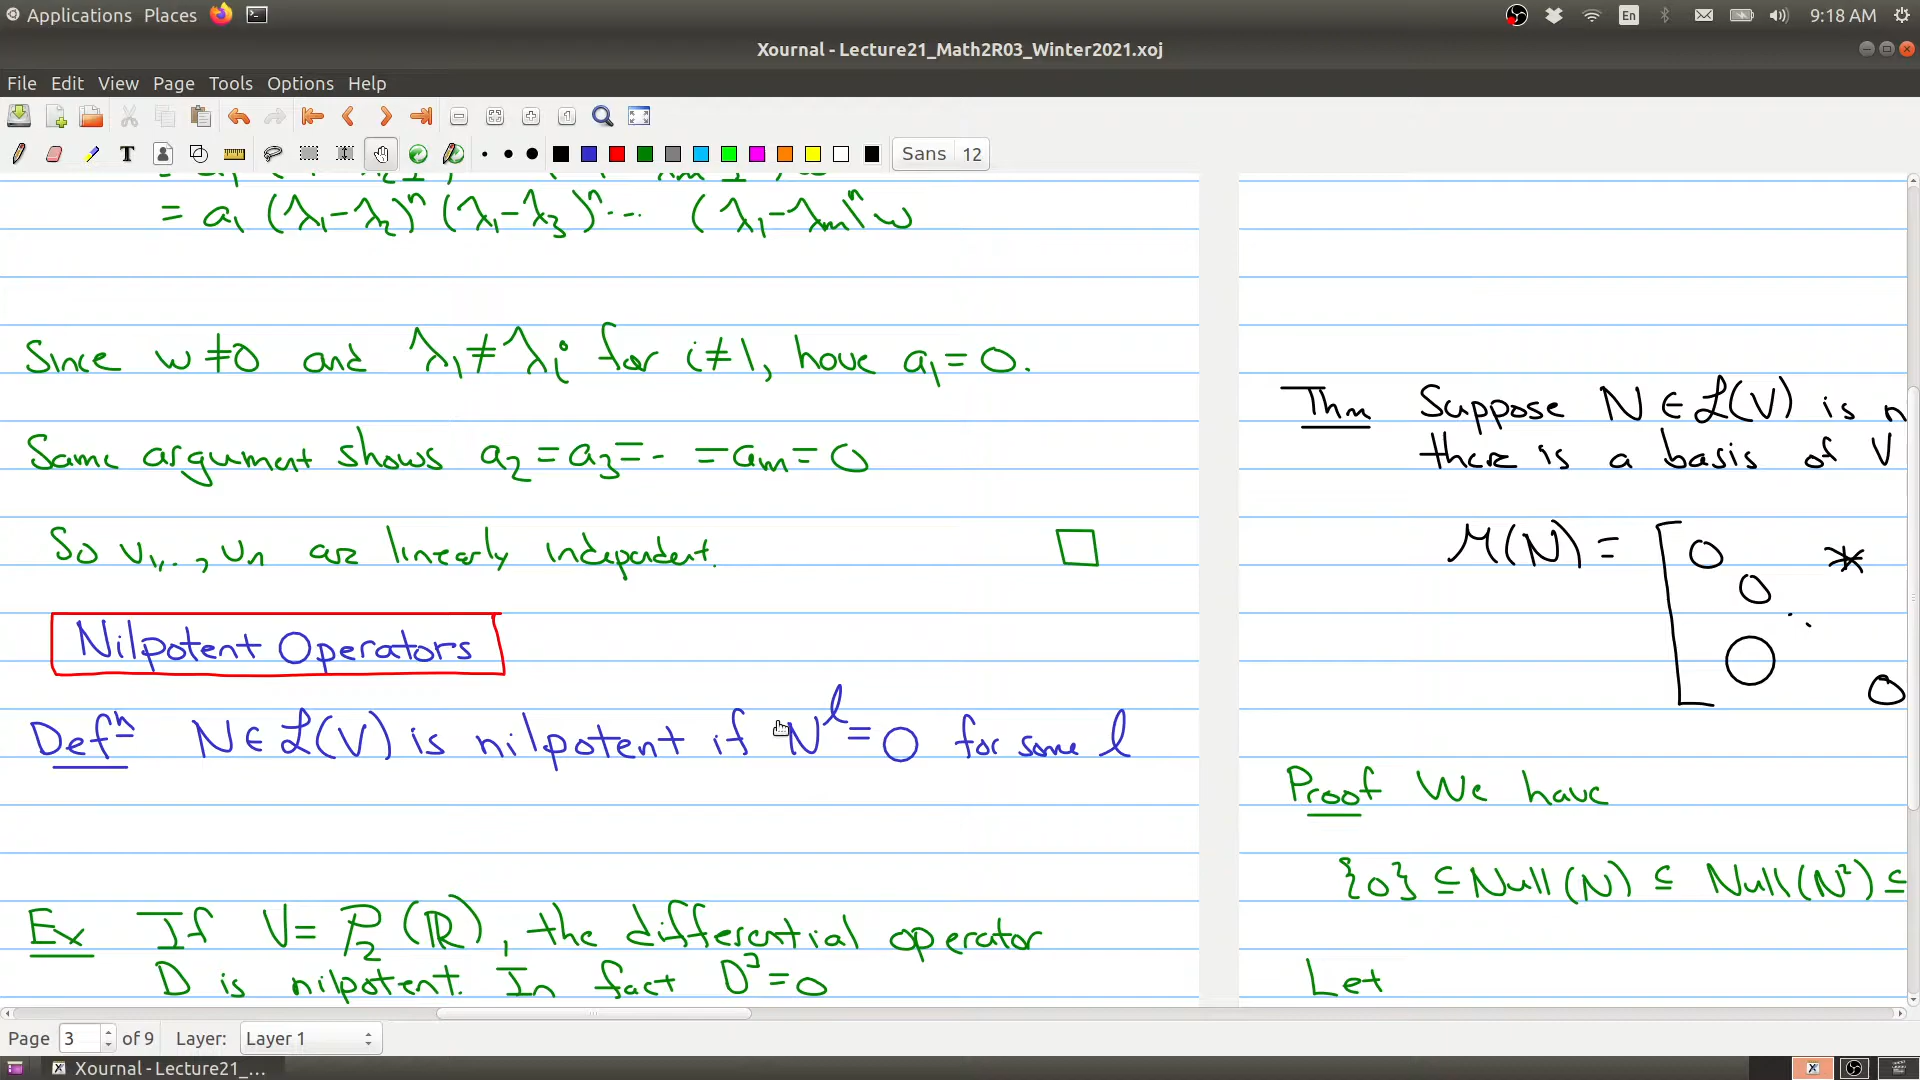 Applications Places En 9:18 AM
Xournal - Lecture21_Math2R03_Winter2021.xoj
File Edit View Page Tools Options Help
Sans 12
= a₁ (λ₁-λ₂)ⁿ (λ₁-λ₃)ⁿ... (λ₁-λm)ⁿ w
Since w≠0 and λ₁≠λᵢ for i≠1, have a₁=0.
Same argument shows a₂=a₃=- =am=0
So v₁,.., vn are linearly independent. □
Nilpotent Operators
Defⁿ N∈ℒ(V) is nilpotent if Nˡ=0 for some l
Ex If V= P₂(ℝ), the differential operator
D is nilpotent. In fact D³=0
Thm Suppose N∈ℒ(V) is n
there is a basis of V
M(N)= [ 0 *
0
⋱
0
0
Proof We have
{0} ⊆ Null(N) ⊆ Null(N²) ⊆
Let
Page 3 of 9 Layer: Layer 1
Xournal - Lecture21_...